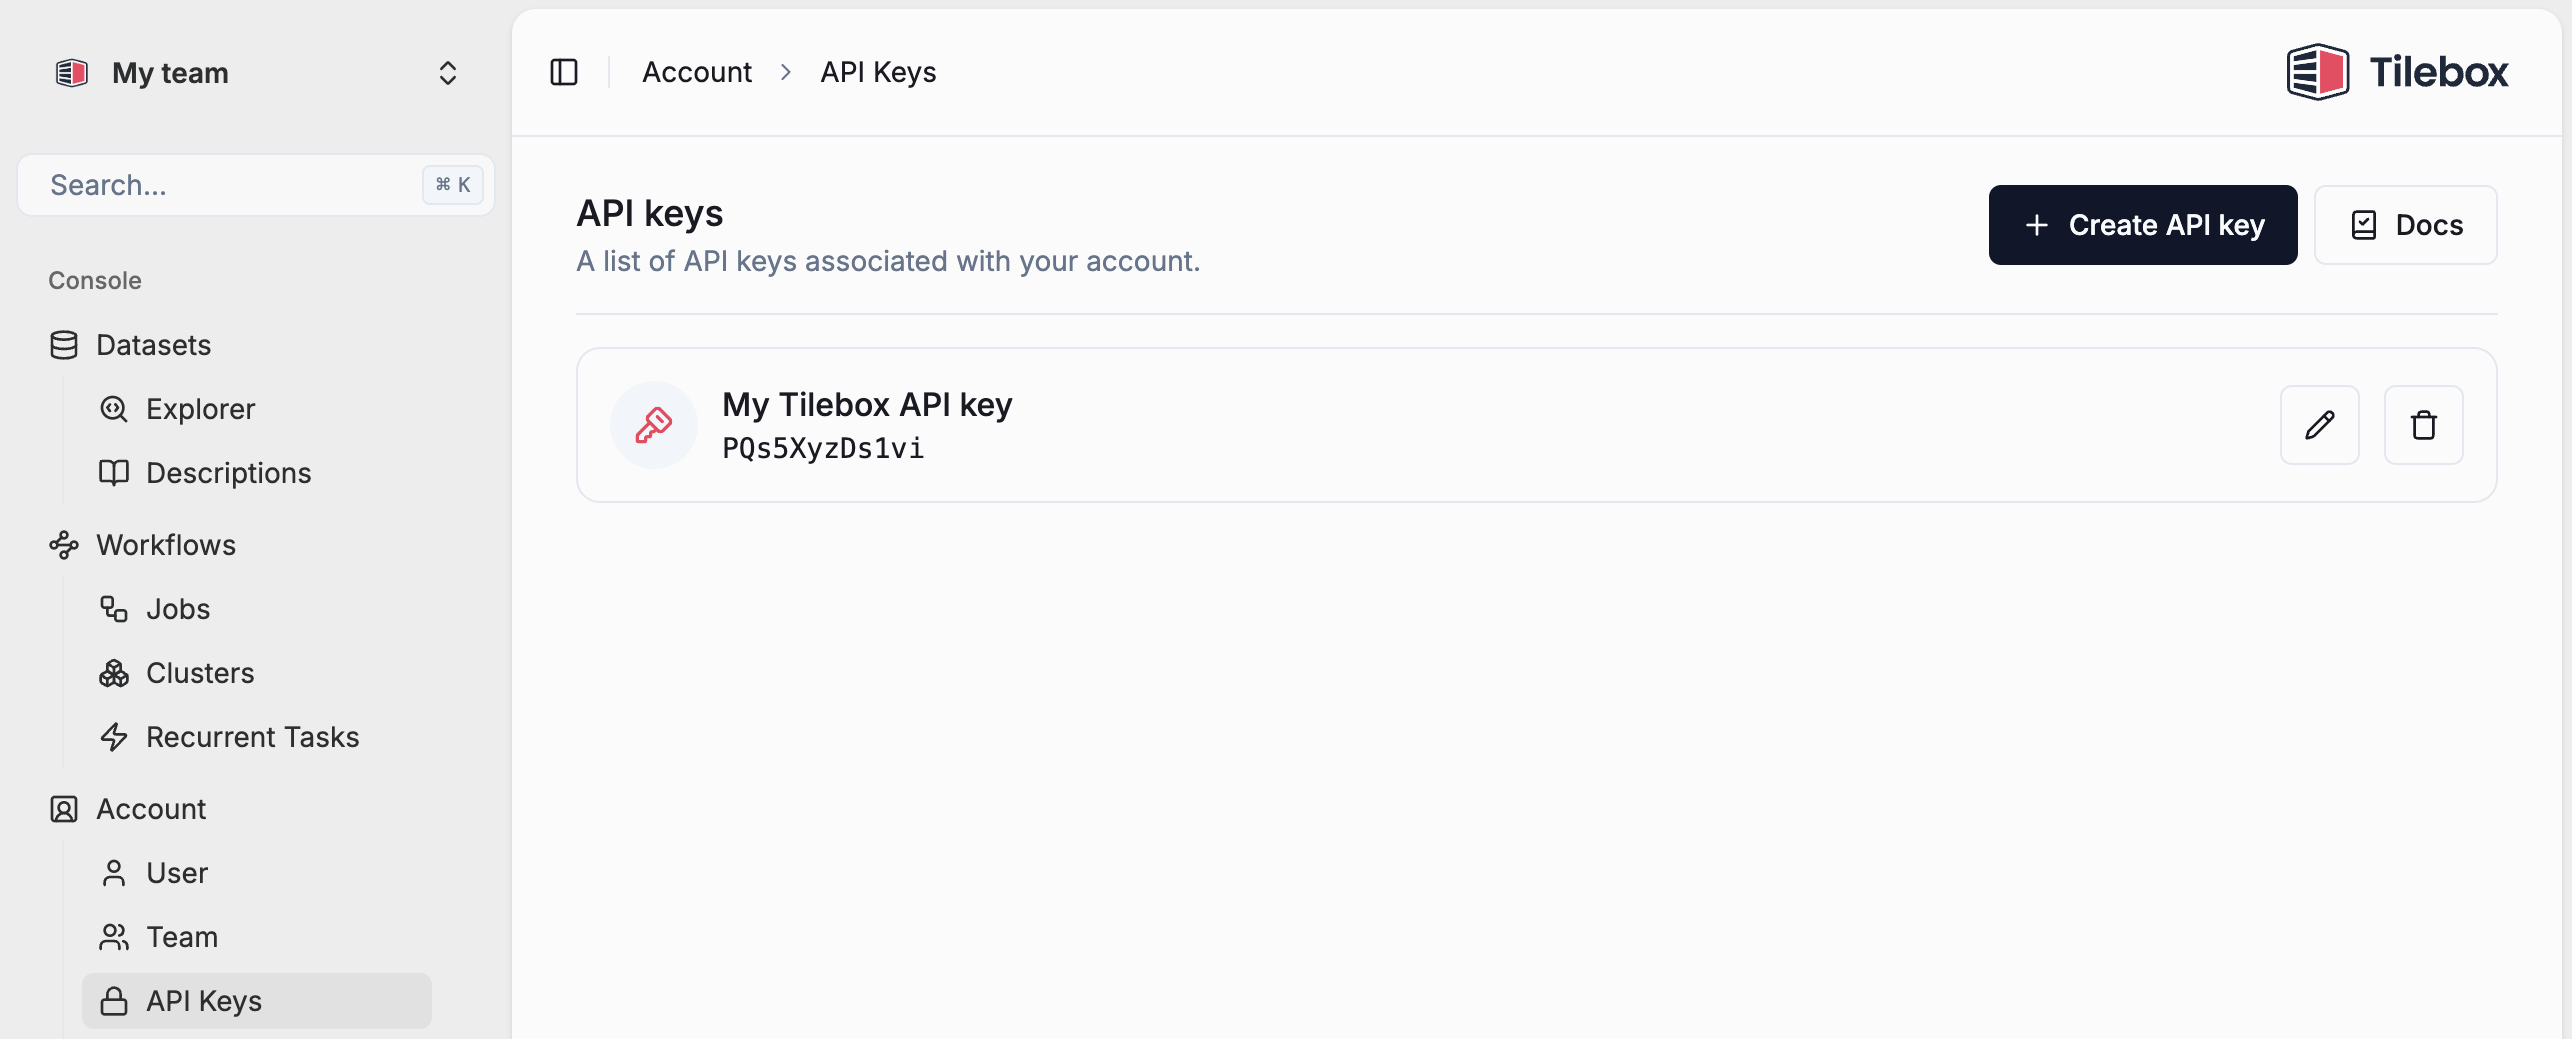 My team
Search...
⌘ K
Console
Datasets
Explorer
Descriptions
Workflows
Jobs
Clusters
Recurrent Tasks
Account
User
Team
API Keys
Account > API Keys
Tilebox
API keys
A list of API keys associated with your account.
+ Create API key
Docs
My Tilebox API key
PQs5XyzDs1vi